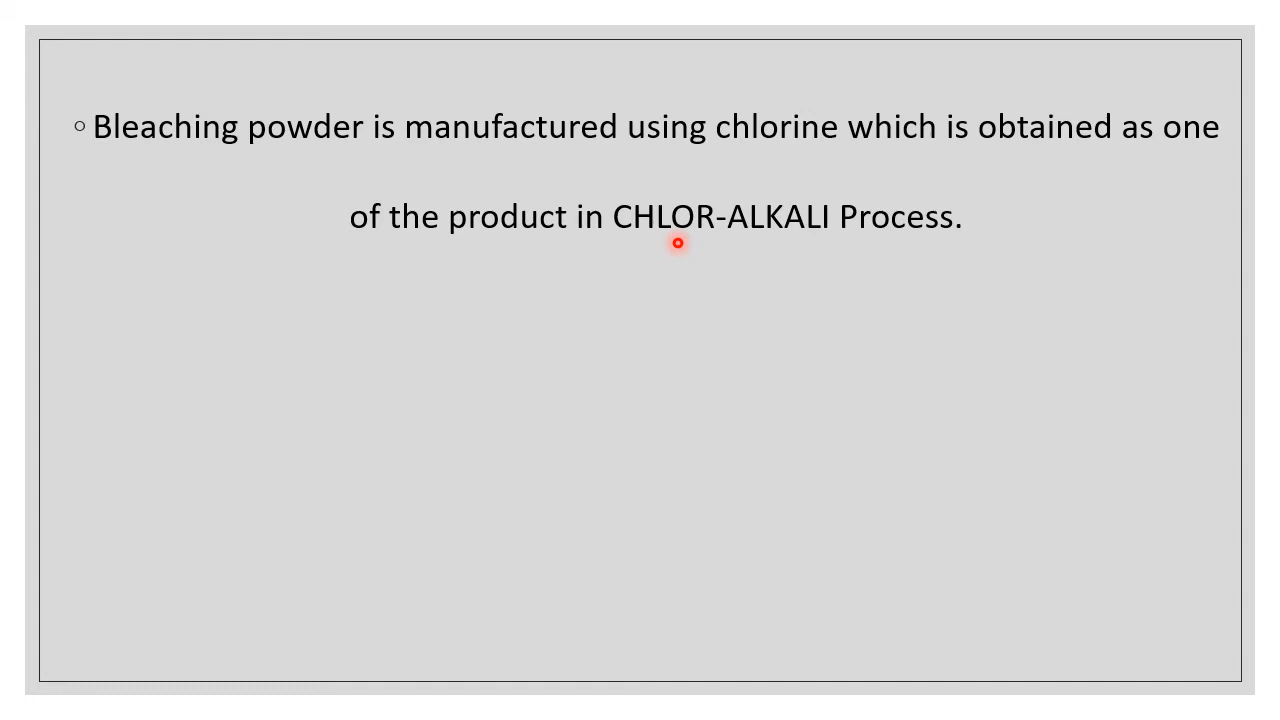 ◦ Bleaching powder is manufactured using chlorine which is obtained as one
of the product in CHLOR-ALKALI Process.